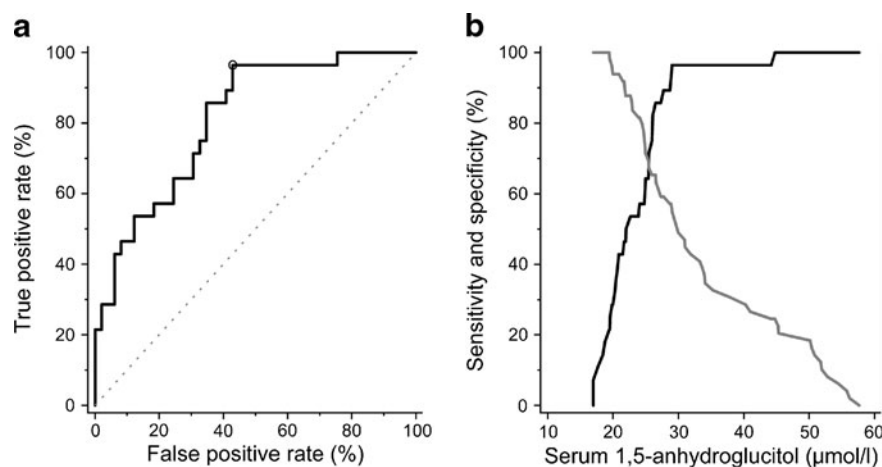 a
True positive rate (%)
100
80
60
40
20
0
0 20 40 60 80 100
False positive rate (%)
b
Sensitivity and specificity (%)
100
80
60
40
20
0
10 20 30 40 50 60
Serum 1,5-anhydroglucitol (µmol/l)